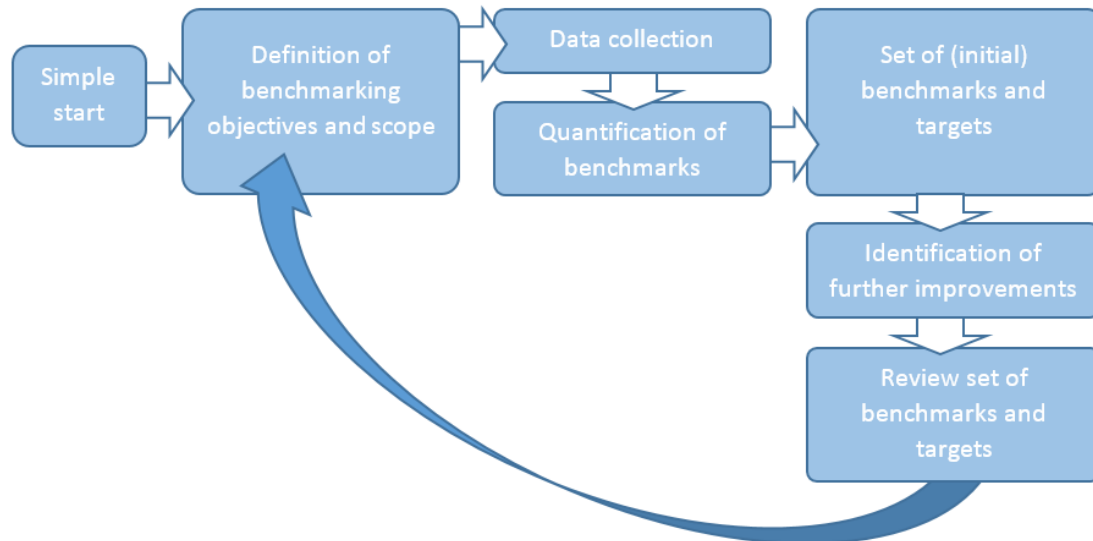 Simple
start
Definition of
benchmarking
objectives and scope
Data collection
Quantification of
benchmarks
Set of (initial)
benchmarks and
targets
Identification of
further improvements
Review set of
benchmarks and
targets